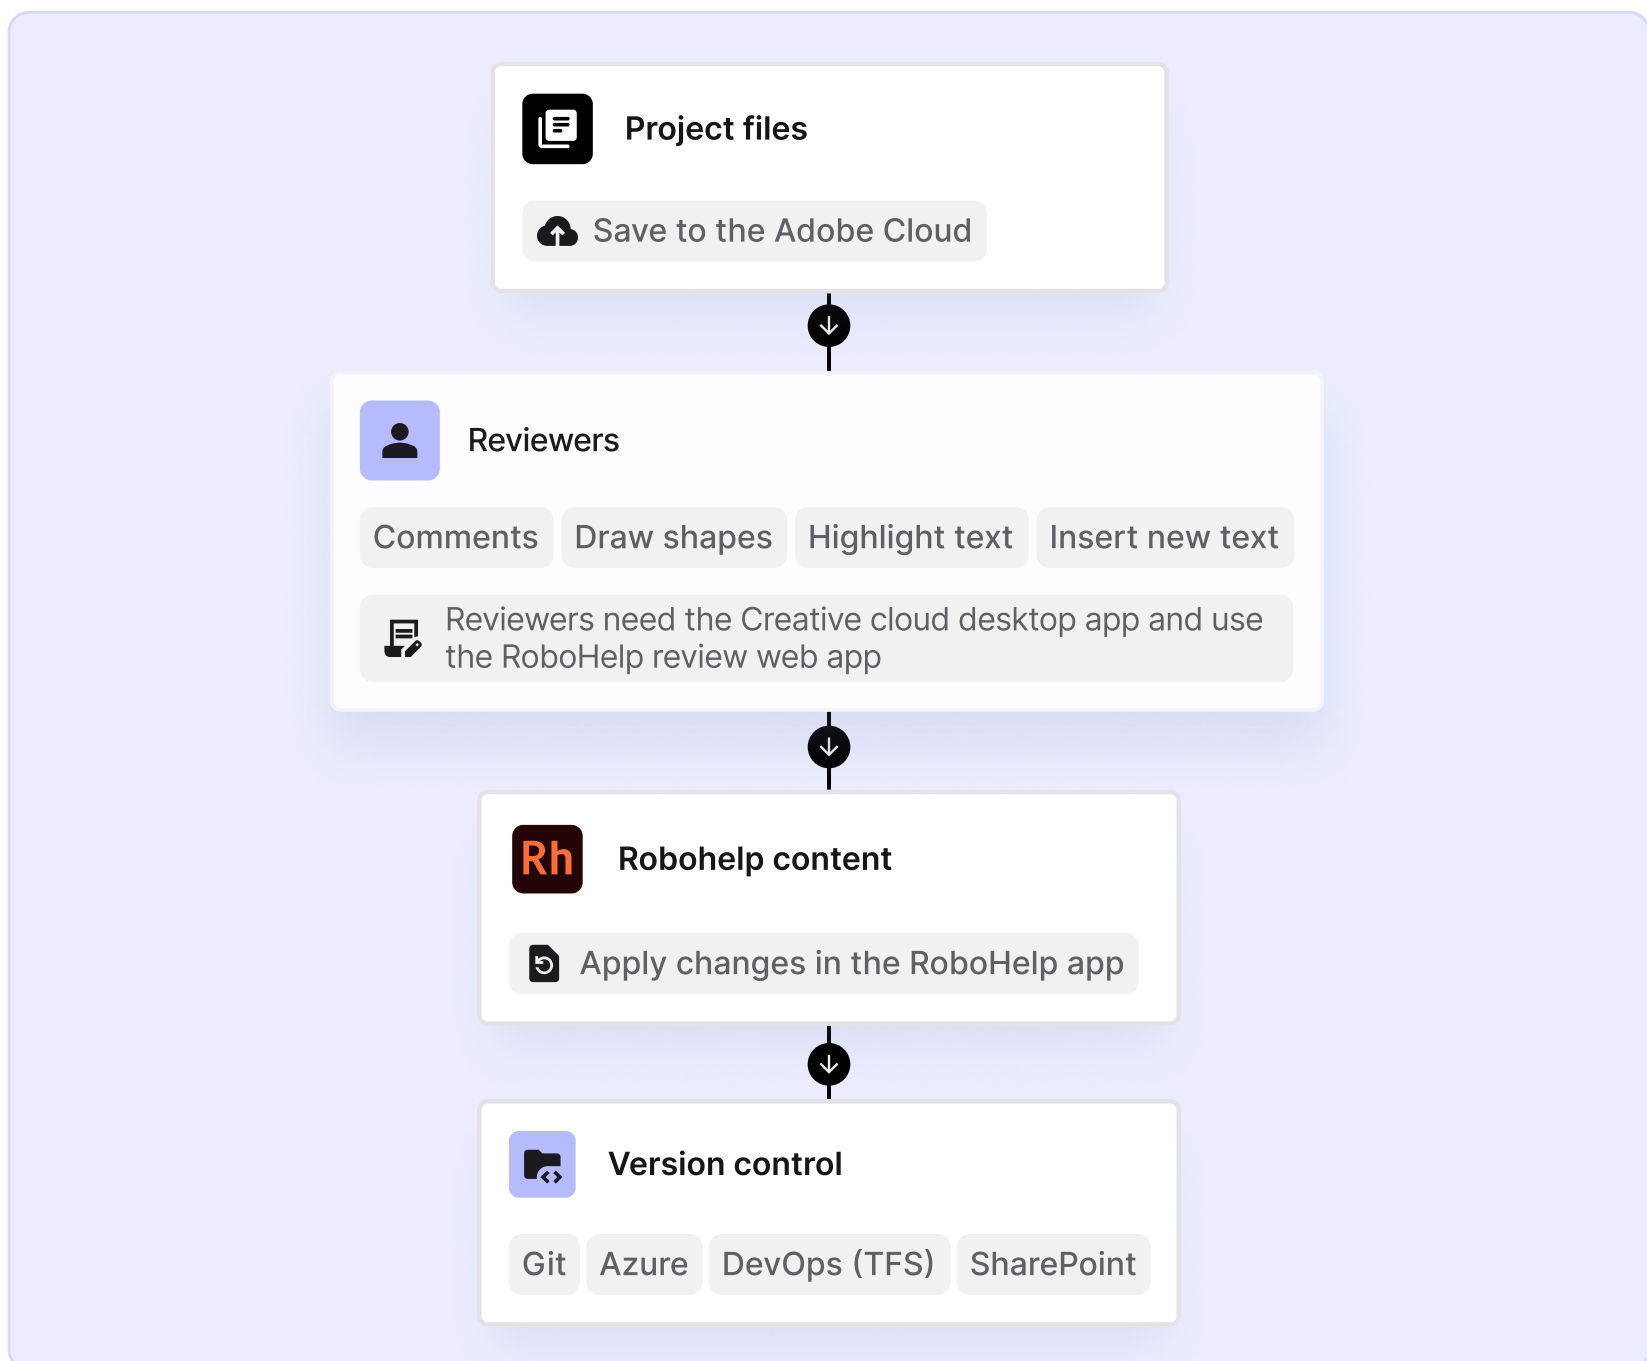 Project files
Save to the Adobe Cloud
Reviewers
Comments
Draw shapes
Highlight text
Insert new text
Reviewers need the Creative cloud desktop app and use
the RoboHelp review web app
Rh
Robohelp content
Apply changes in the RoboHelp app
Version control
Git
Azure
DevOps (TFS)
SharePoint